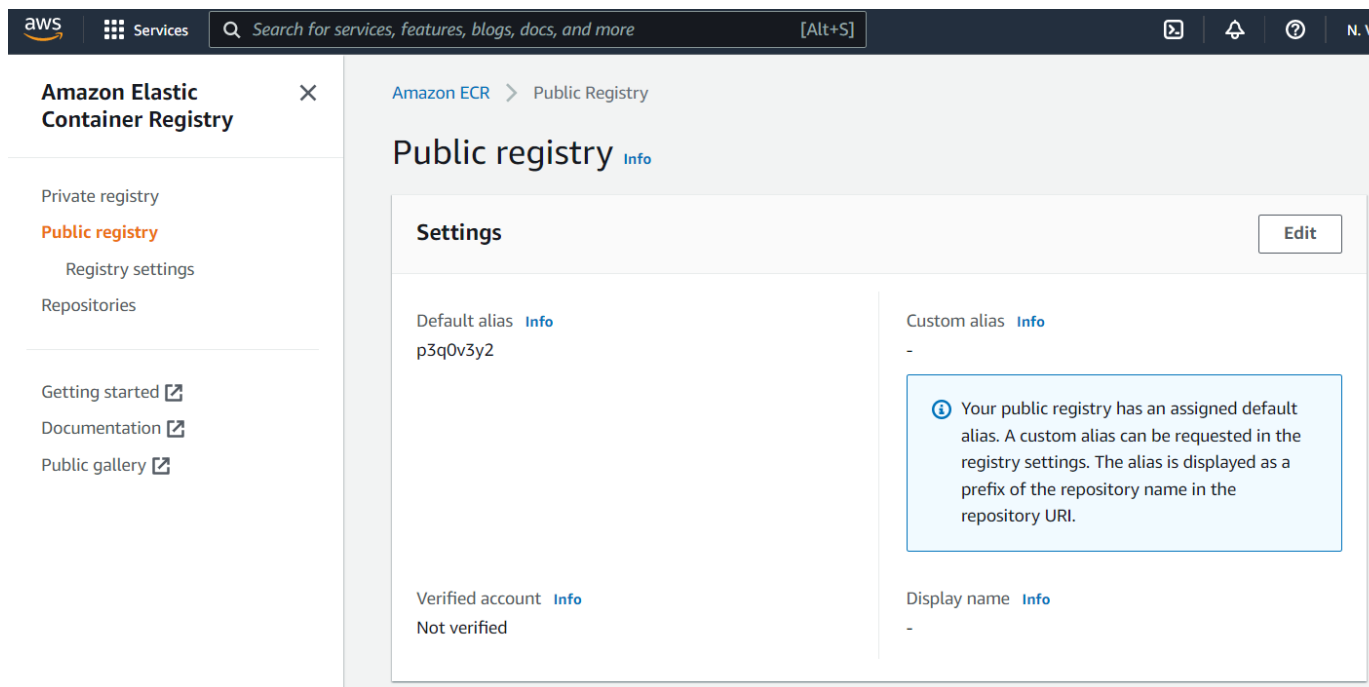 aws
Services
Search for services, features, blogs, docs, and more
[Alt+S]
N.
Amazon Elastic
Container Registry
Private registry
Public registry
Registry settings
Repositories
Getting started
Documentation
Public gallery
Amazon ECR > Public Registry
Public registry Info
Settings
Edit
Default alias Info
p3q0v3y2
Custom alias Info
-
Your public registry has an assigned default
alias. A custom alias can be requested in the
registry settings. The alias is displayed as a
prefix of the repository name in the
repository URI.
Verified account Info
Not verified
Display name Info
-